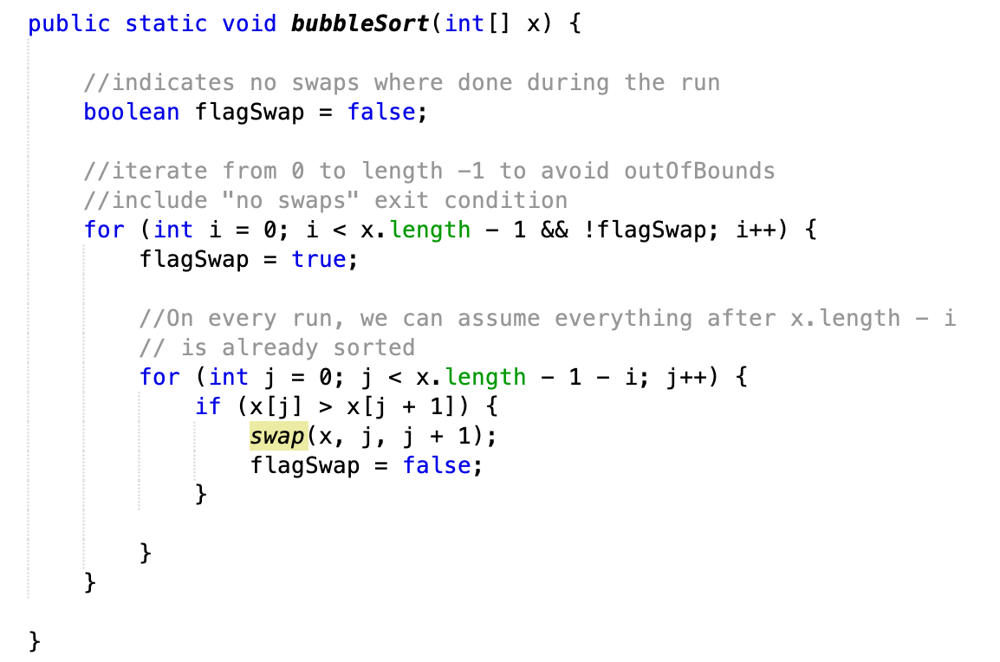 public static void bubbleSort(int[] x) {
//indicates no swaps where done during the run
boolean flagSwap = false;
//iterate from 0 to length -1 to avoid outOfBounds
//include "no swaps" exit condition
for (int i = 0; i < x.length - 1 && !flagSwap; i++) {
flagSwap = true;
//On every run, we can assume everything after x.length - i
// is already sorted
for (int j = 0; j < x.length - 1 - i; j++) {
if (x[j] > x[j + 1]) {
swap(x, j, j + 1);
flagSwap = false;
}
}
}
}